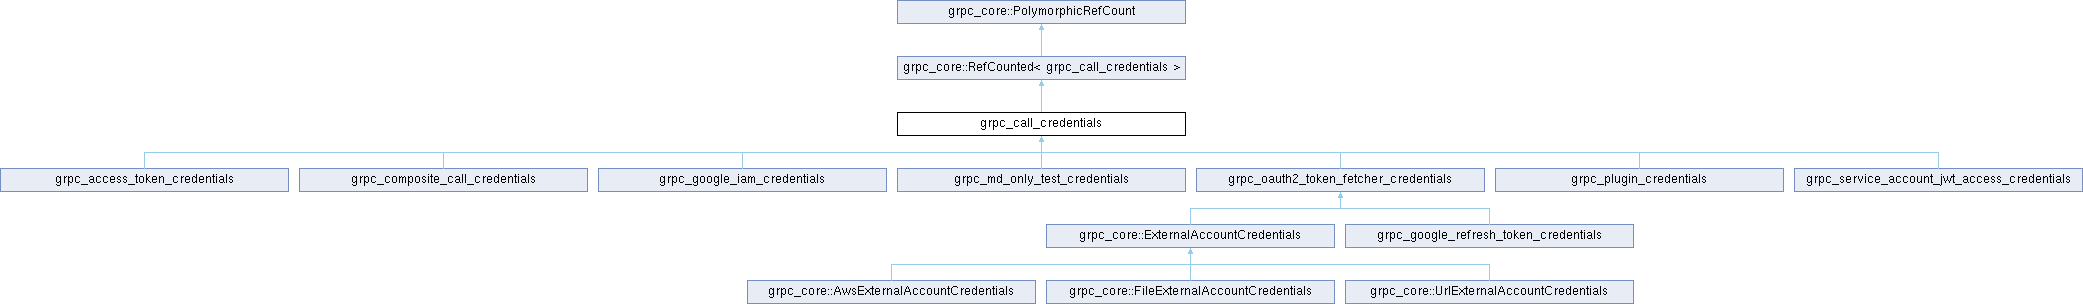 grpc_core::PolymorphicRefCount
grpc_core::RefCounted< grpc_call_credentials >
grpc_call_credentials
grpc_access_token_credentials
grpc_composite_call_credentials
grpc_google_iam_credentials
grpc_md_only_test_credentials
grpc_oauth2_token_fetcher_credentials
grpc_plugin_credentials
grpc_service_account_jwt_access_credentials
grpc_core::ExternalAccountCredentials
grpc_google_refresh_token_credentials
grpc_core::AwsExternalAccountCredentials
grpc_core::FileExternalAccountCredentials
grpc_core::UrlExternalAccountCredentials